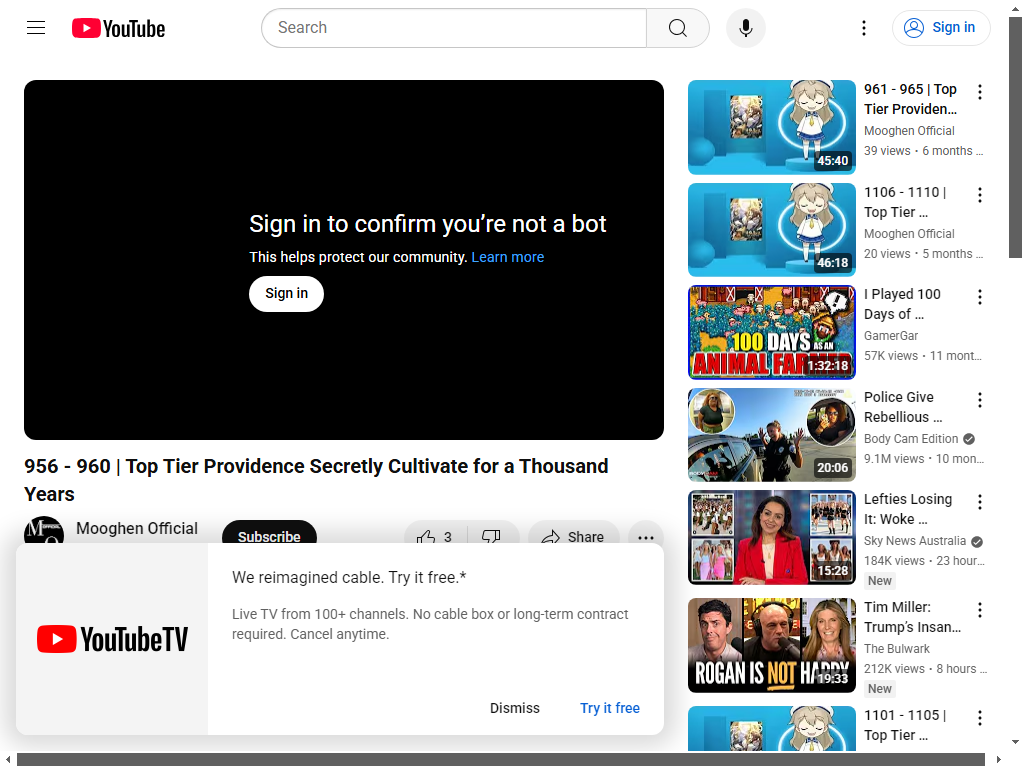 YouTube
Search
Sign in
Sign in to confirm you’re not a bot
This helps protect our community. Learn more
Sign in
956 - 960 | Top Tier Providence Secretly Cultivate for a Thousand
Years
Mooghen Official
Subscribe
3
Share
YouTubeTV
We reimagined cable. Try it free.*
Live TV from 100+ channels. No cable box or long-term contract
required. Cancel anytime.
Dismiss
Try it free
45:40
961 - 965 | Top
Tier Providen...
Mooghen Official
39 views • 6 months ...
46:18
1106 - 1110 |
Top Tier ...
Mooghen Official
20 views • 5 months ...
100 DAYS AS AN
ANIMAL FARMER
1:32:18
I Played 100
Days of ...
GamerGar
57K views • 11 mont...
20:06
Police Give
Rebellious ...
Body Cam Edition
9.1M views • 10 mon...
15:28
Lefties Losing
It: Woke ...
Sky News Australia
184K views • 23 hour...
New
ROGAN IS NOT HAPPY
19:33
Tim Miller:
Trump’s Insan...
The Bulwark
212K views • 8 hours ...
New
1101 - 1105 |
Top Tier ...